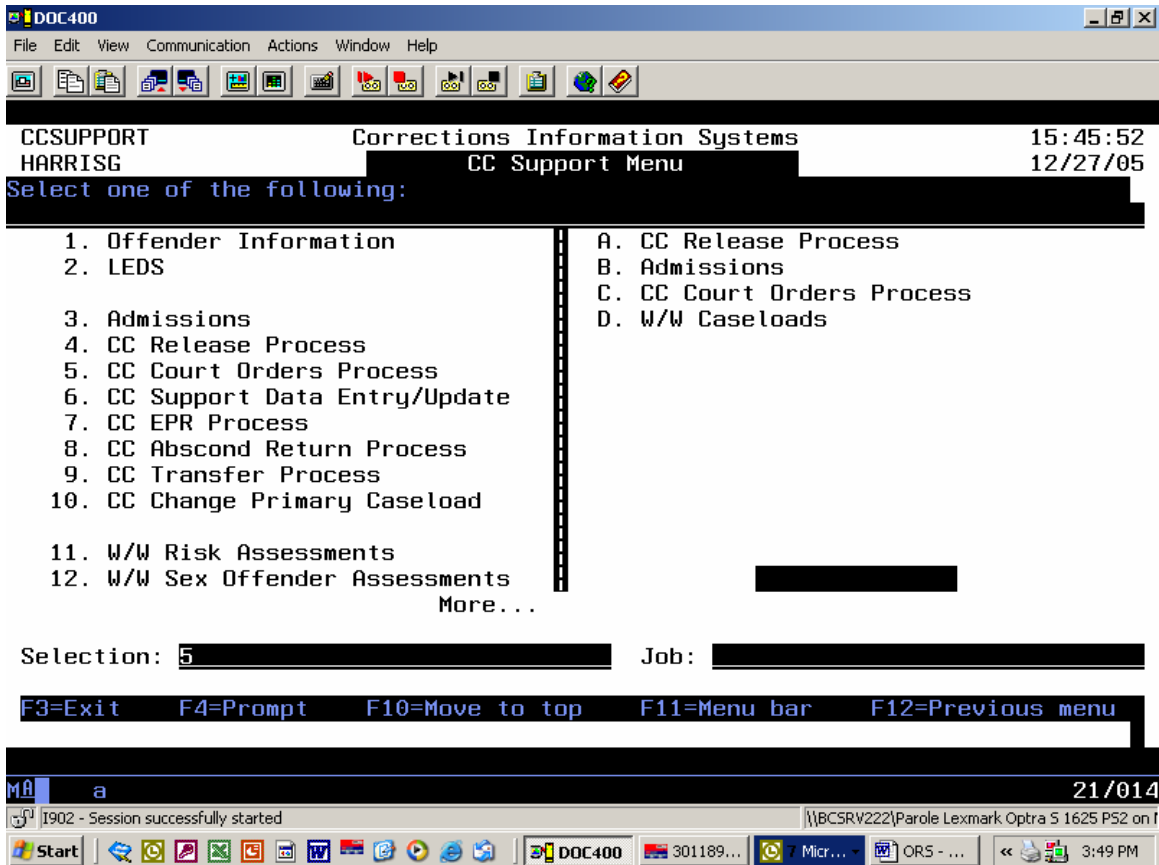 DOC400
File Edit View Communication Actions Window Help
CCSUPPORT Corrections Information Systems 15:45:52
HARRISG CC Support Menu 12/27/05
Select one of the following:
1. Offender Information
2. LEDS
3. Admissions
4. CC Release Process
5. CC Court Orders Process
6. CC Support Data Entry/Update
7. CC EPR Process
8. CC Abscond Return Process
9. CC Transfer Process
10. CC Change Primary Caseload
11. W/W Risk Assessments
12. W/W Sex Offender Assessments
More...
A. CC Release Process
B. Admissions
C. CC Court Orders Process
D. W/W Caseloads
Selection: 5 Job:
F3=Exit F4=Prompt F10=Move to top F11=Menu bar F12=Previous menu
MA a 21/014
I902 - Session successfully started \\BCSRV222\Parole Lexmark Optra S 1625 PS2 on
Start DOC400 301189... 7 Micr... ORS - ... « 3:49 PM